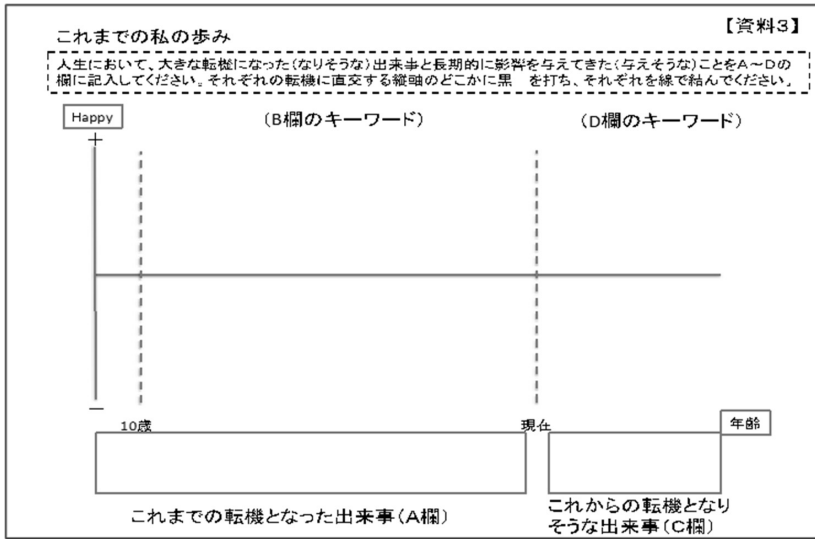 【資料3】
これまでの私の歩み
人生において、大きな転機になった(なりそうな)出来事と長期的に影響を与えてきた(与えそうな)ことをA～Dの
欄に記入してください。それぞれの転機に直交する縦軸のどこかに黒　を打ち、それぞれを線で結んでください。
Happy
(B欄のキーワード)
(D欄のキーワード)
＋
－
10歳
現在
年齢
これまでの転機となった出来事(A欄)
これからの転機となり
そうな出来事(C欄)